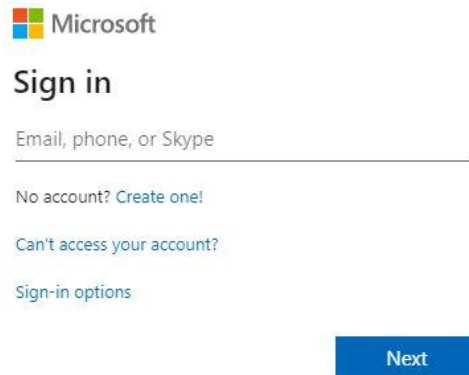 Microsoft
Sign in
Email, phone, or Skype
No account? Create one!
Can't access your account?
Sign-in options
Next